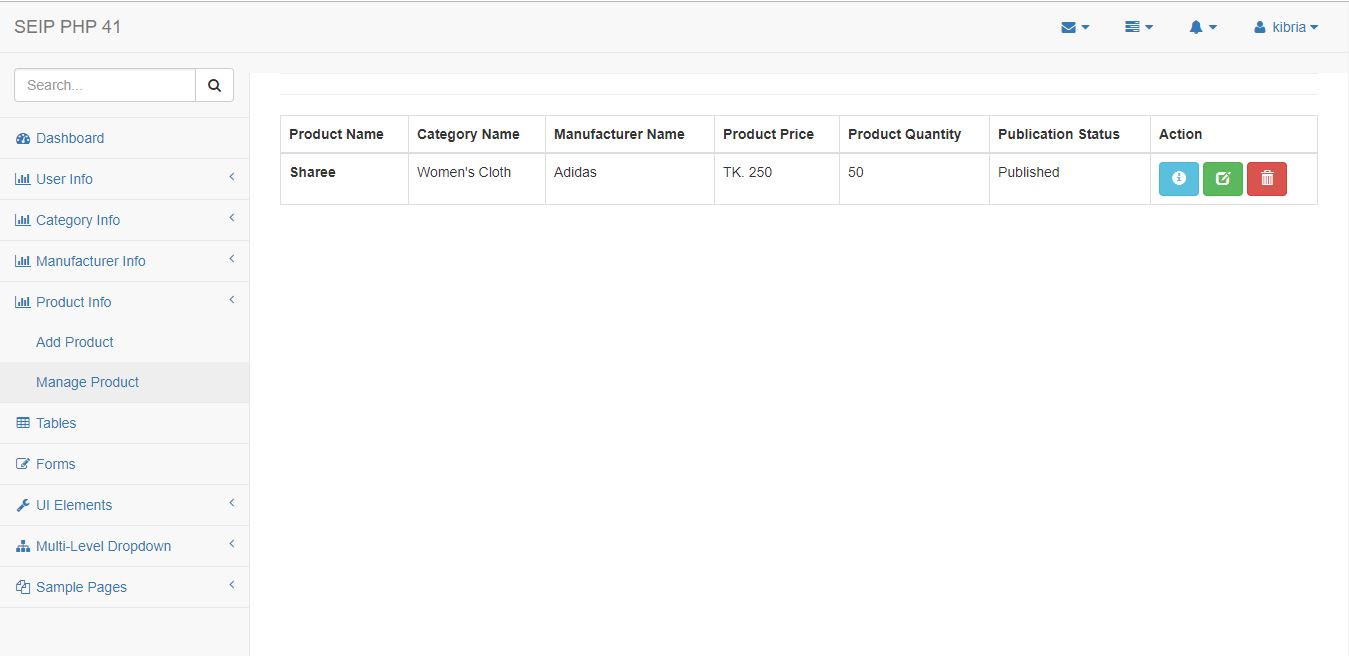 SEIP PHP 41
kibria
Search...
Dashboard
User Info
Category Info
Manufacturer Info
Product Info
Add Product
Manage Product
Tables
Forms
UI Elements
Multi-Level Dropdown
Sample Pages
Product Name Category Name Manufacturer Name Product Price Product Quantity Publication Status Action
Sharee Women's Cloth Adidas TK. 250 50 Published